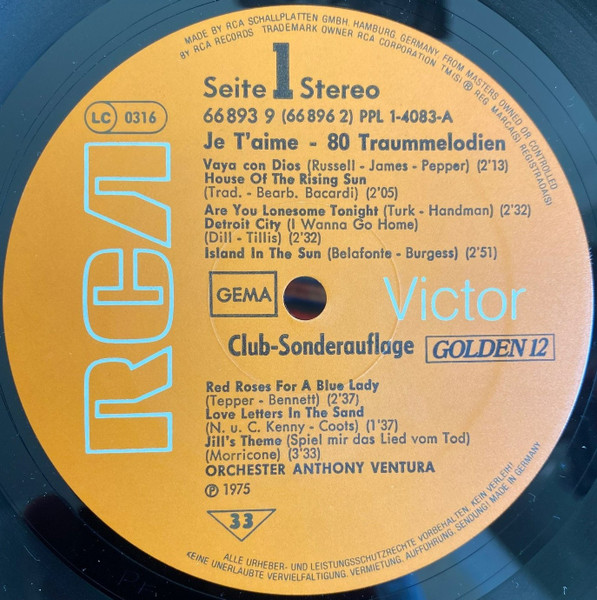 MADE BY RCA SCHALLPLATTEN GMBH, HAMBURG, GERMANY, FROM MASTERS OWNED OR CONTROLLED
BY RCA RECORDS TRADEMARK OWNER RCA CORPORATION TM(S) ® REG. MARCA(S) REGISTRADA(S)
Seite 1 Stereo
66 893 9 (66 896 2) PPL 1-4083-A
LC 0316
Je T'aime - 80 Traummelodien
Vaya con Dios (Russell - James - Pepper) (2'13)
House Of The Rising Sun
(Trad. - Bearb. Bacardi) (2'05)
Are You Lonesome Tonight (Turk - Handman) (2'32)
Detroit City (I Wanna Go Home)
(Dill - Tillis) (2'32)
Island In The Sun (Belafonte - Burgess) (2'51)
RCA
GEMA
Victor
Club-Sonderauflage GOLDEN 12
Red Roses For A Blue Lady
(Tepper - Bennett) (2'37)
Love Letters In The Sand
(N. u. C. Kenny - Coots) (1'37)
Jill's Theme (Spiel mir das Lied vom Tod)
(Morricone) (3'33)
ORCHESTER ANTHONY VENTURA
℗ 1975
33
ALLE URHEBER- UND LEISTUNGSSCHUTZRECHTE VORBEHALTEN. KEIN VERLEIH!
KEINE UNERLAUBTE VERVIELFÄLTIGUNG, VERMIETUNG, AUFFÜHRUNG, SENDUNG! MADE IN GERMANY